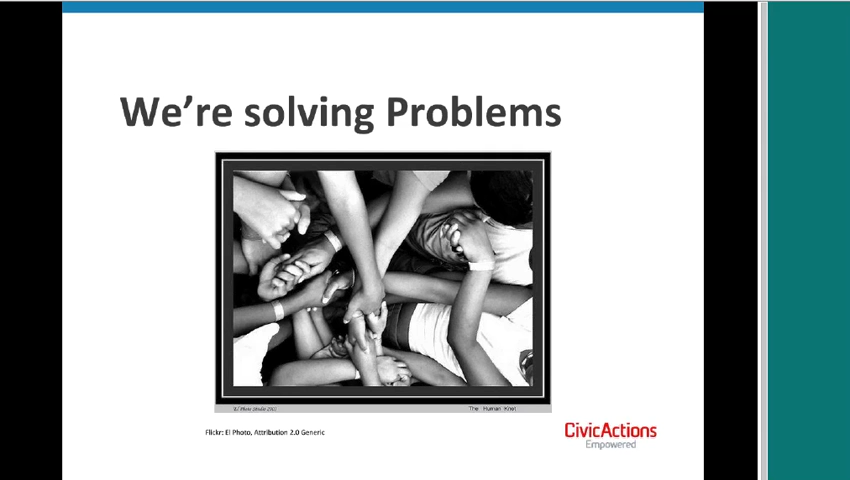 We're solving Problems
The Human Knot
Flickr: El Photo, Attribution 2.0 Generic
CivicActions
Empowered